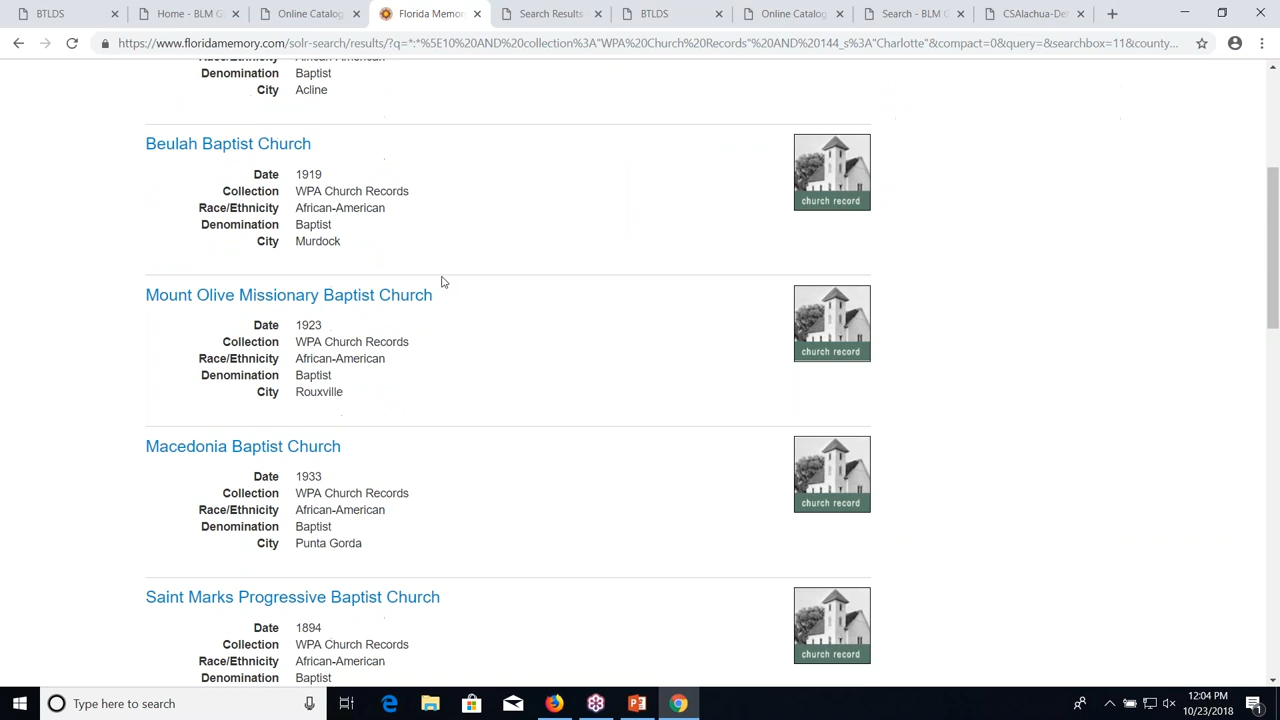 BTLDS
Home - BLM G
Online Catalog
Florida Memor
Search Results
BTLDS
Online Catalog
Search - BLM G
CSAlachua-Der
https://www.floridamemory.com/solr-search/results/?q=*:*%5E10%20AND%20collection%3A"WPA%20Church%20Records"%20AND%20144_s%3A"Charlotte"&compact=0&query=&searchbox=11&county...
Race/Ethnicity African-American
Denomination Baptist
City Acline
Beulah Baptist Church
Date 1919
Collection WPA Church Records
Race/Ethnicity African-American
Denomination Baptist
City Murdock
church record
Mount Olive Missionary Baptist Church
Date 1923
Collection WPA Church Records
Race/Ethnicity African-American
Denomination Baptist
City Rouxville
church record
Macedonia Baptist Church
Date 1933
Collection WPA Church Records
Race/Ethnicity African-American
Denomination Baptist
City Punta Gorda
church record
Saint Marks Progressive Baptist Church
Date 1894
Collection WPA Church Records
Race/Ethnicity African-American
Denomination Baptist
church record
Type here to search
12:04 PM
10/23/2018